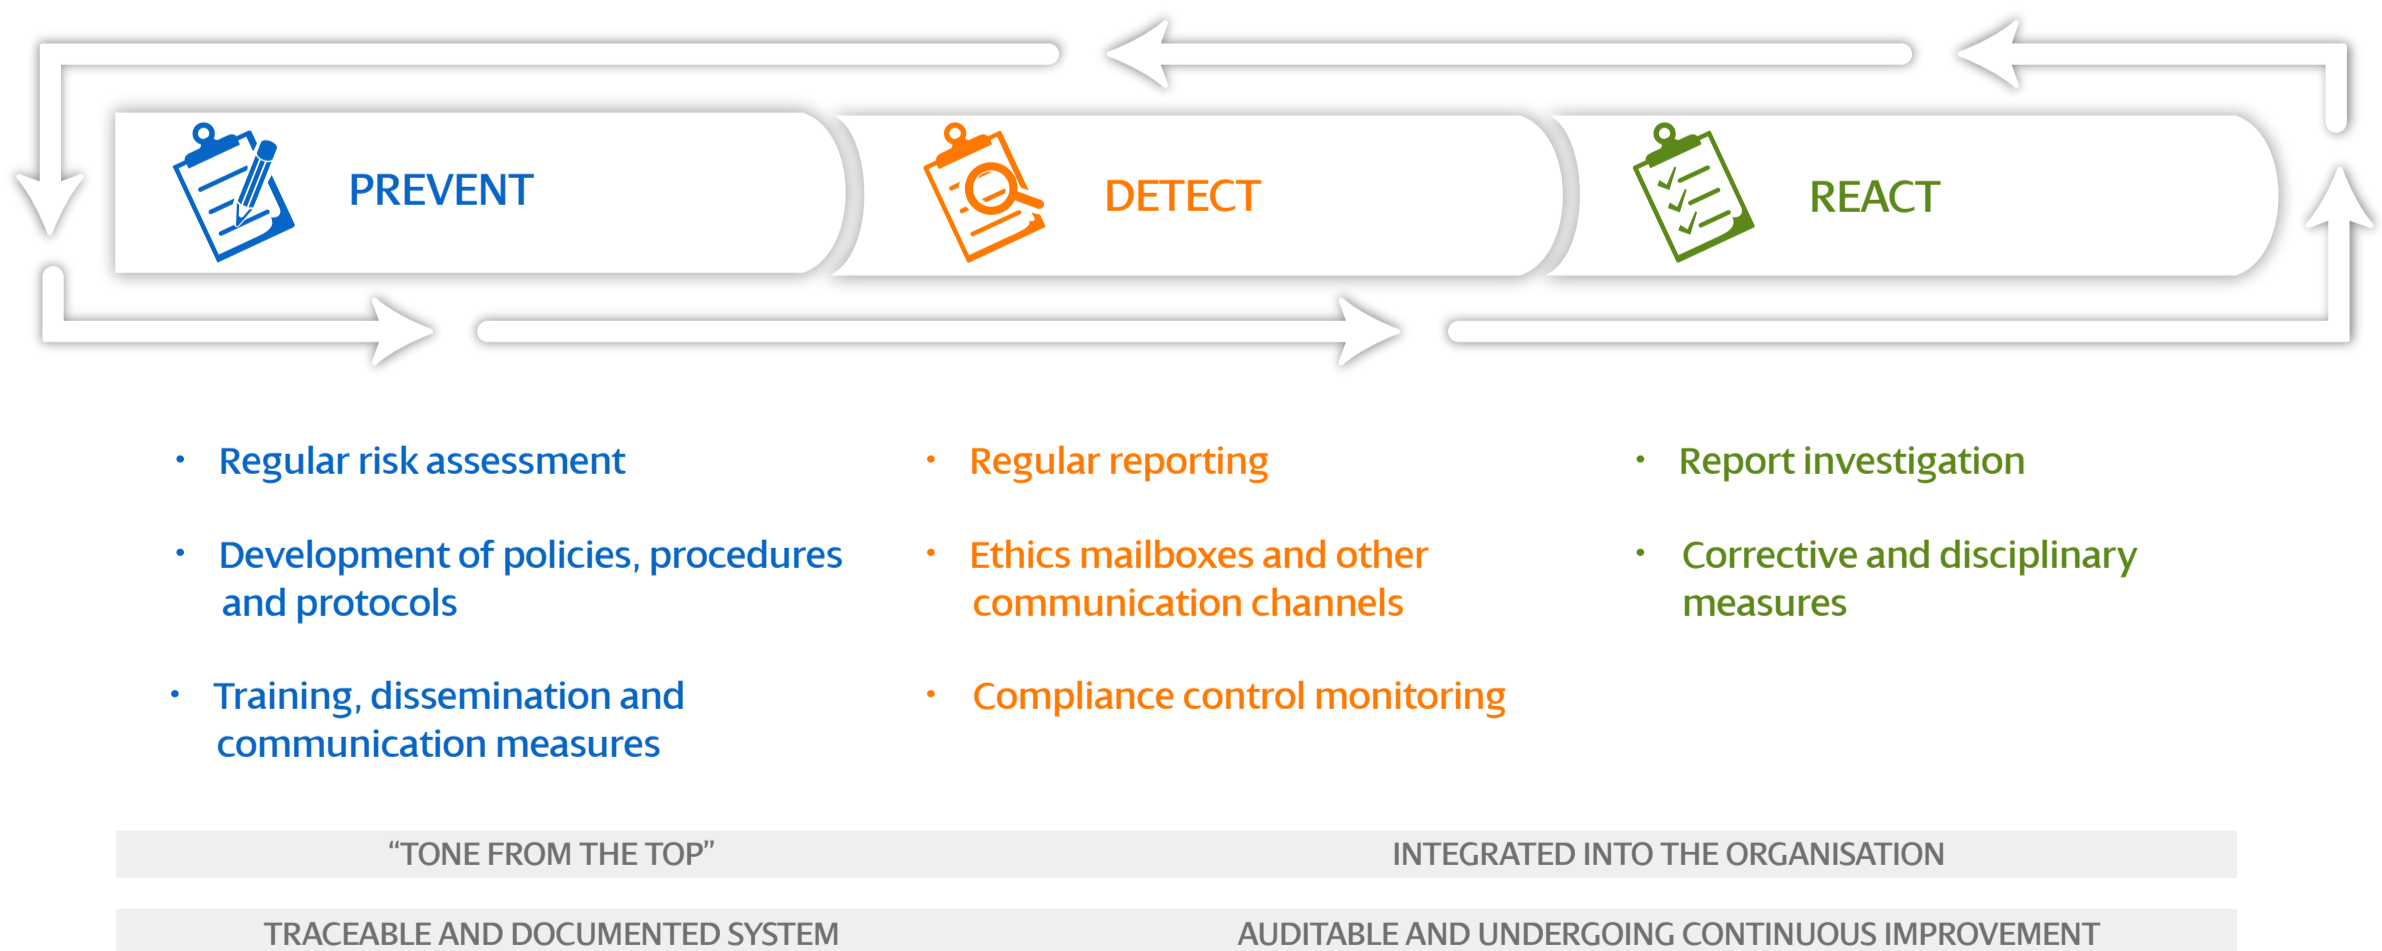 PREVENT
DETECT
REACT
• Regular risk assessment
• Development of policies, procedures
and protocols
• Training, dissemination and
communication measures
• Regular reporting
• Ethics mailboxes and other
communication channels
• Compliance control monitoring
• Report investigation
• Corrective and disciplinary
measures
“TONE FROM THE TOP”
INTEGRATED INTO THE ORGANISATION
TRACEABLE AND DOCUMENTED SYSTEM
AUDITABLE AND UNDERGOING CONTINUOUS IMPROVEMENT